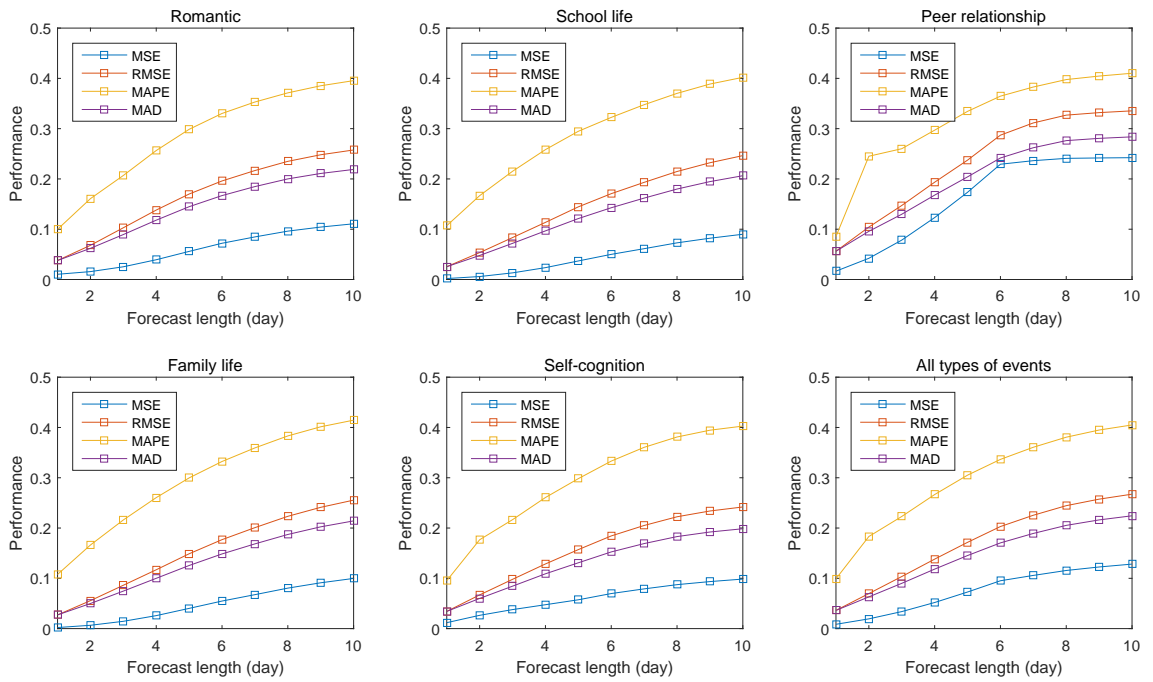 Romantic
0.5
0.4
0.3
0.2
0.1
0
Performance
MSE
RMSE
MAPE
MAD
2 4 6 8 10
Forecast length (day)
School life
0.5
0.4
0.3
0.2
0.1
0
Performance
MSE
RMSE
MAPE
MAD
2 4 6 8 10
Forecast length (day)
Peer relationship
0.5
0.4
0.3
0.2
0.1
0
Performance
MSE
RMSE
MAPE
MAD
2 4 6 8 10
Forecast length (day)
Family life
0.5
0.4
0.3
0.2
0.1
0
Performance
MSE
RMSE
MAPE
MAD
2 4 6 8 10
Forecast length (day)
Self-cognition
0.5
0.4
0.3
0.2
0.1
0
Performance
MSE
RMSE
MAPE
MAD
2 4 6 8 10
Forecast length (day)
All types of events
0.5
0.4
0.3
0.2
0.1
0
Performance
MSE
RMSE
MAPE
MAD
2 4 6 8 10
Forecast length (day)